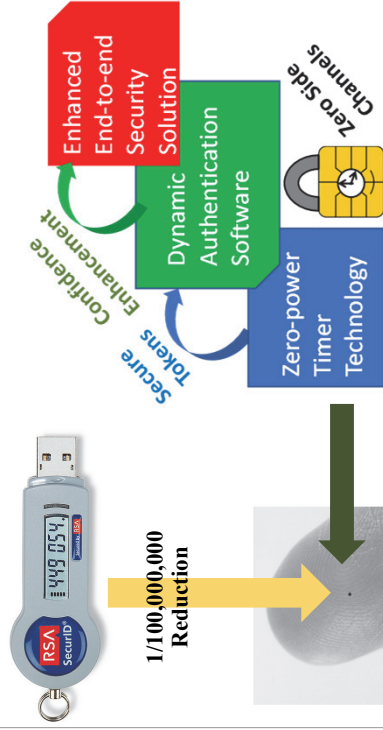 RSA
SecurID®
449 054
RSA
1/100,000,000
Reduction
Enhanced
End-to-end
Security
Solution
Confidence
Enhancement
Dynamic
Authentication
Software
Secure
Tokens
Zero-power
Timer
Technology
Zero Side
Channels